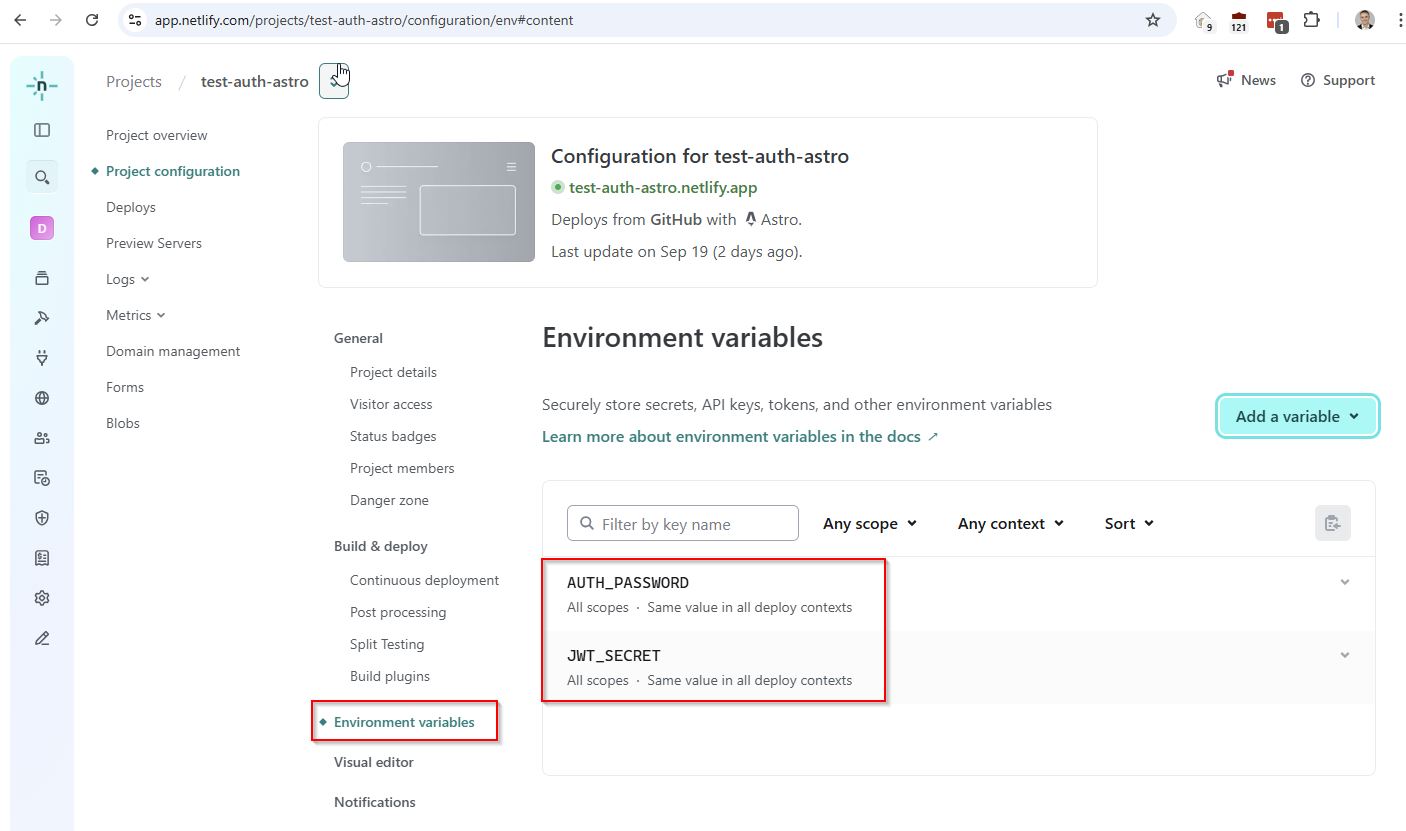 app.netlify.com/projects/test-auth-astro/configuration/env#content
9
121
1
n
Projects / test-auth-astro
News
Support
D
Project overview
Project configuration
Deploys
Preview Servers
Logs
Metrics
Domain management
Forms
Blobs
Configuration for test-auth-astro
test-auth-astro.netlify.app
Deploys from GitHub with Astro.
Last update on Sep 19 (2 days ago).
General
Project details
Visitor access
Status badges
Project members
Danger zone
Build & deploy
Continuous deployment
Post processing
Split Testing
Build plugins
Environment variables
Visual editor
Notifications
Environment variables
Securely store secrets, API keys, tokens, and other environment variables
Learn more about environment variables in the docs ↗
Add a variable
Filter by key name
Any scope
Any context
Sort
AUTH_PASSWORD
All scopes · Same value in all deploy contexts
JWT_SECRET
All scopes · Same value in all deploy contexts